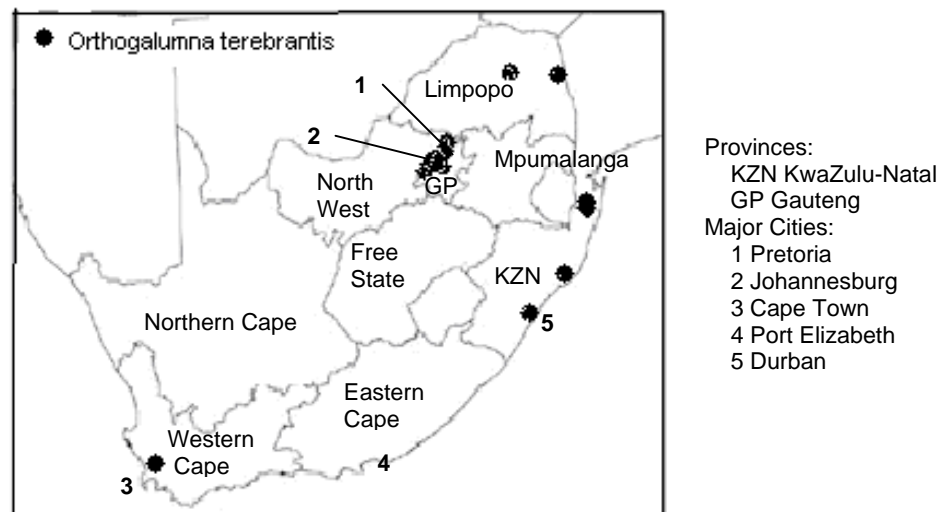 Orthogalumna terebrantis
1
Limpopo
2
Mpumalanga
North
West
GP
Free
State
KZN
Northern Cape
5
Eastern
Cape
Western
Cape
3
4
Provinces:
KZN KwaZulu-Natal
GP Gauteng
Major Cities:
1 Pretoria
2 Johannesburg
3 Cape Town
4 Port Elizabeth
5 Durban